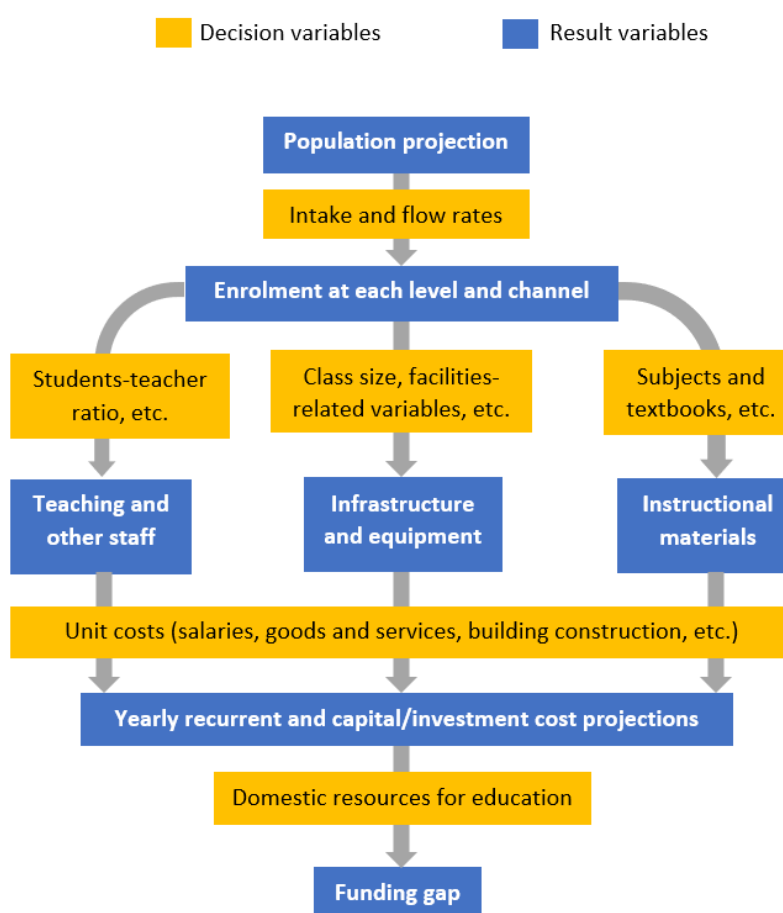 Decision variables
Result variables
Population projection
Intake and flow rates
Enrolment at each level and channel
Students-teacher
ratio, etc.
Class size, facilities-
related variables, etc.
Subjects and
textbooks, etc.
Teaching and
other staff
Infrastructure
and equipment
Instructional
materials
Unit costs (salaries, goods and services, building construction, etc.)
Yearly recurrent and capital/investment cost projections
Domestic resources for education
Funding gap